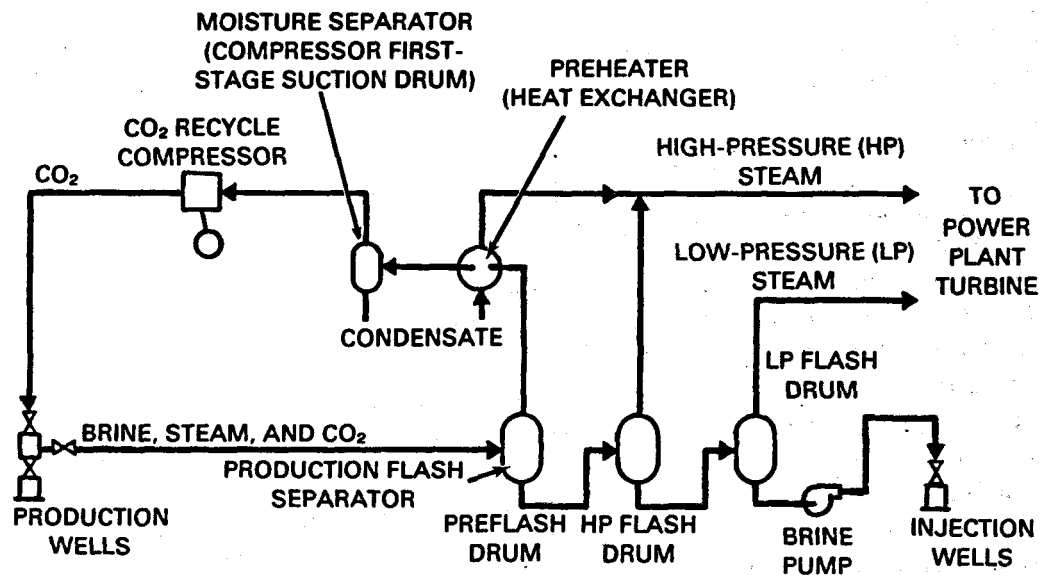 MOISTURE SEPARATOR
(COMPRESSOR FIRST-
STAGE SUCTION DRUM)
PREHEATER
(HEAT EXCHANGER)
CO₂ RECYCLE
COMPRESSOR
HIGH-PRESSURE (HP)
STEAM
CO₂
TO
POWER
PLANT
TURBINE
LOW-PRESSURE (LP)
STEAM
CONDENSATE
LP FLASH
DRUM
BRINE, STEAM, AND CO₂
PRODUCTION FLASH
SEPARATOR
PRODUCTION
WELLS
PREFLASH
DRUM
HP FLASH
DRUM
BRINE
PUMP
INJECTION
WELLS